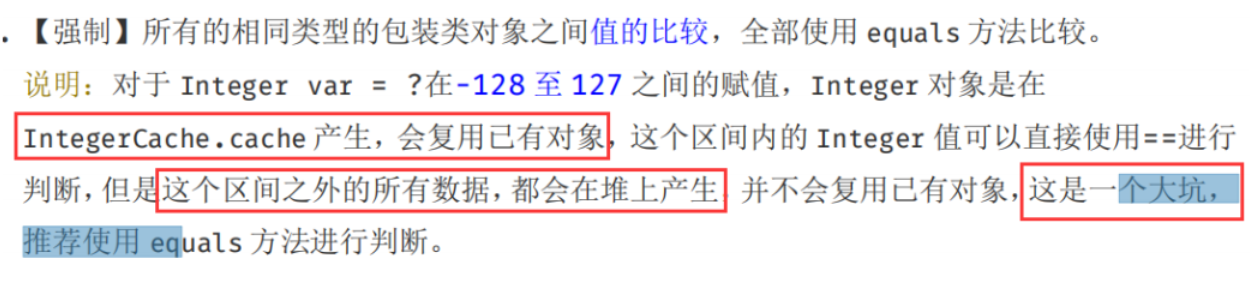 . 【强制】所有的相同类型的包装类对象之间值的比较，全部使用 equals 方法比较。
说明：对于 Integer var = ?在-128 至 127 之间的赋值，Integer 对象是在
IntegerCache.cache 产生，会复用已有对象，这个区间内的 Integer 值可以直接使用==进行
判断，但是这个区间之外的所有数据，都会在堆上产生，并不会复用已有对象，这是一个大坑，
推荐使用 equals 方法进行判断。